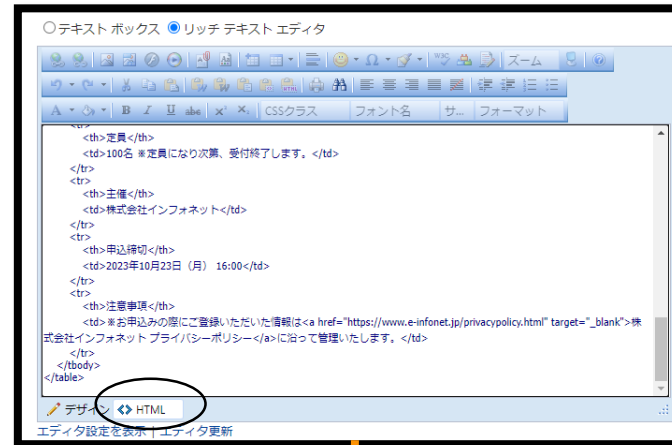 テキスト ボックス リッチ テキスト エディタ
ズーム
A B I U abc x² x, CSSクラス フォント名 サ... フォーマット
<tr>
<th>定員</th>
<td>100名 ※定員になり次第、受付終了します。</td>
</tr>
<tr>
<th>主催</th>
<td>株式会社インフォネット</td>
</tr>
<tr>
<th>申込締切</th>
<td>2023年10月23日（月） 16:00</td>
</tr>
<tr>
<th>注意事項</th>
<td>※お申込みの際にご登録いただいた情報は<a href="https://www.e-infonet.jp/privacypolicy.html" target="_blank">株
式会社インフォネット プライバシーポリシー</a>に沿って管理いたします。</td>
</tr>
</tbody>
</table>
デザイン <> HTML
エディタ設定を表示 | エディタ更新